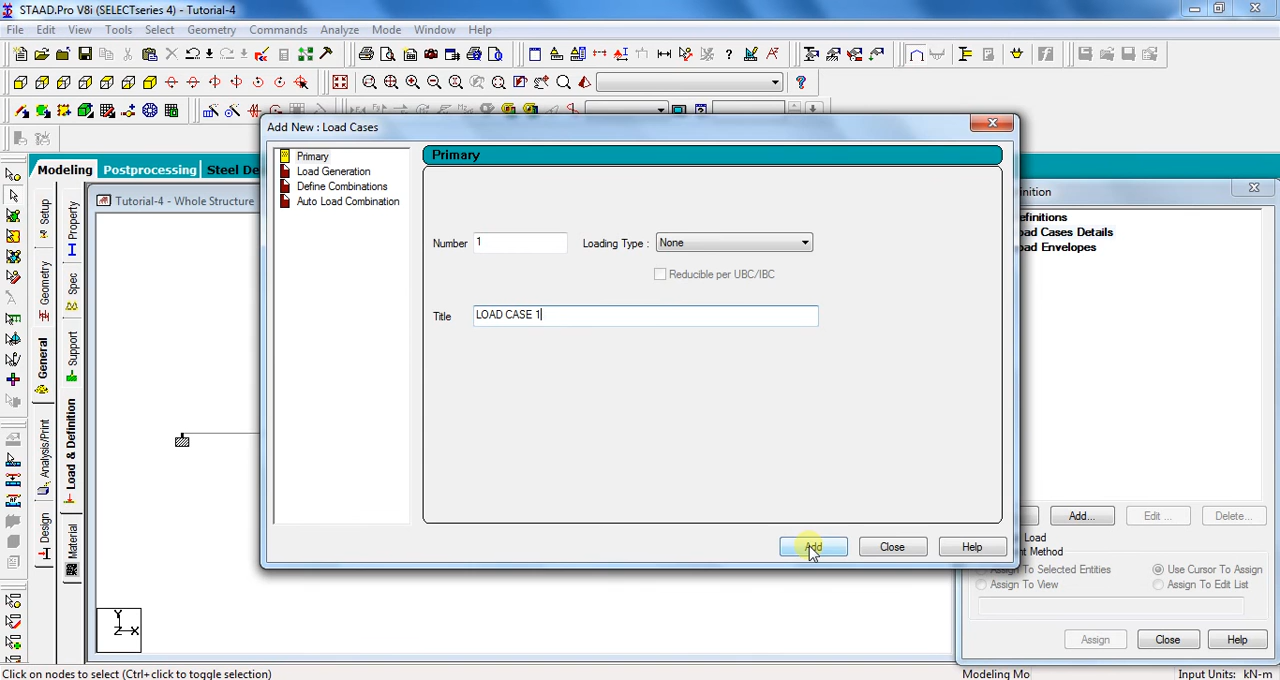 STAAD.Pro V8i (SELECTseries 4) - Tutorial-4
File Edit View Tools Select Geometry Commands Analyze Mode Window Help
Add New : Load Cases
Modeling Postprocessing Steel De
Primary
Load Generation
Define Combinations
Auto Load Combination
Primary
Number 1 Loading Type : None
Reducible per UBC/IBC
Title LOAD CASE 1
Add Close Help
Tutorial-4 - Whole Structure
Setup
Geometry
General
Analysis/Print
Design
Property
Spec
Support
Load & Definition
Material
Y
Z X
inition
efinitions
oad Cases Details
oad Envelopes
Add... Edit ... Delete...
Load
nt Method
Assign To Selected Entities Use Cursor To Assign
Assign To View Assign To Edit List
Assign Close Help
Click on nodes to select (Ctrl+click to toggle selection) Modeling Mo Input Units: kN-m